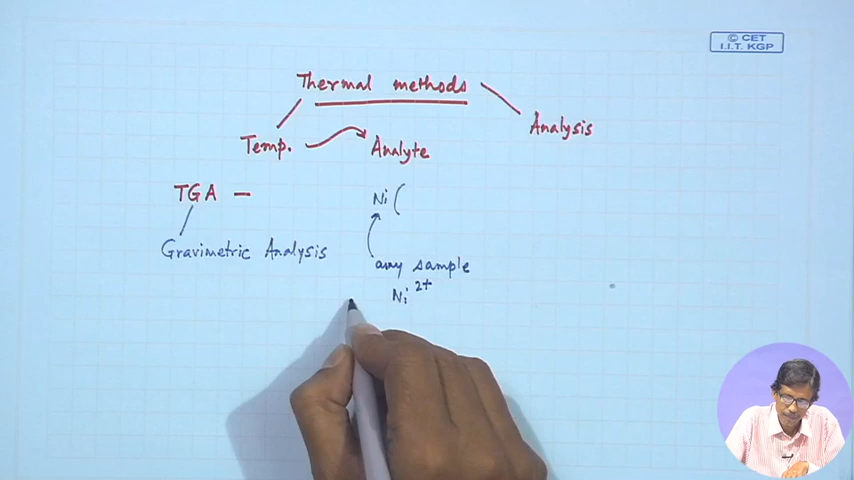 © CET
I.I.T. KGP
Thermal methods
Analysis
Temp. Analyte
TGA – Ni (
Gravimetric Analysis
any sample
Ni 2+